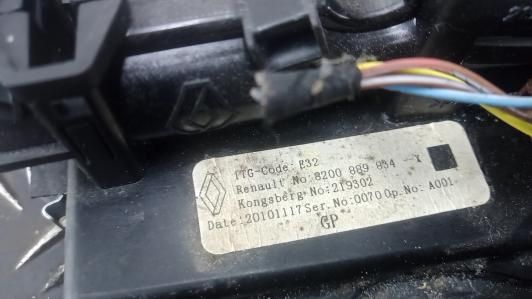 ITG-Code: E32
Renault No: 8200 889 834 -T
Kongsberg No: 219302
Date: 20101117 Ser. No: 0070 Op. No: A001
GP